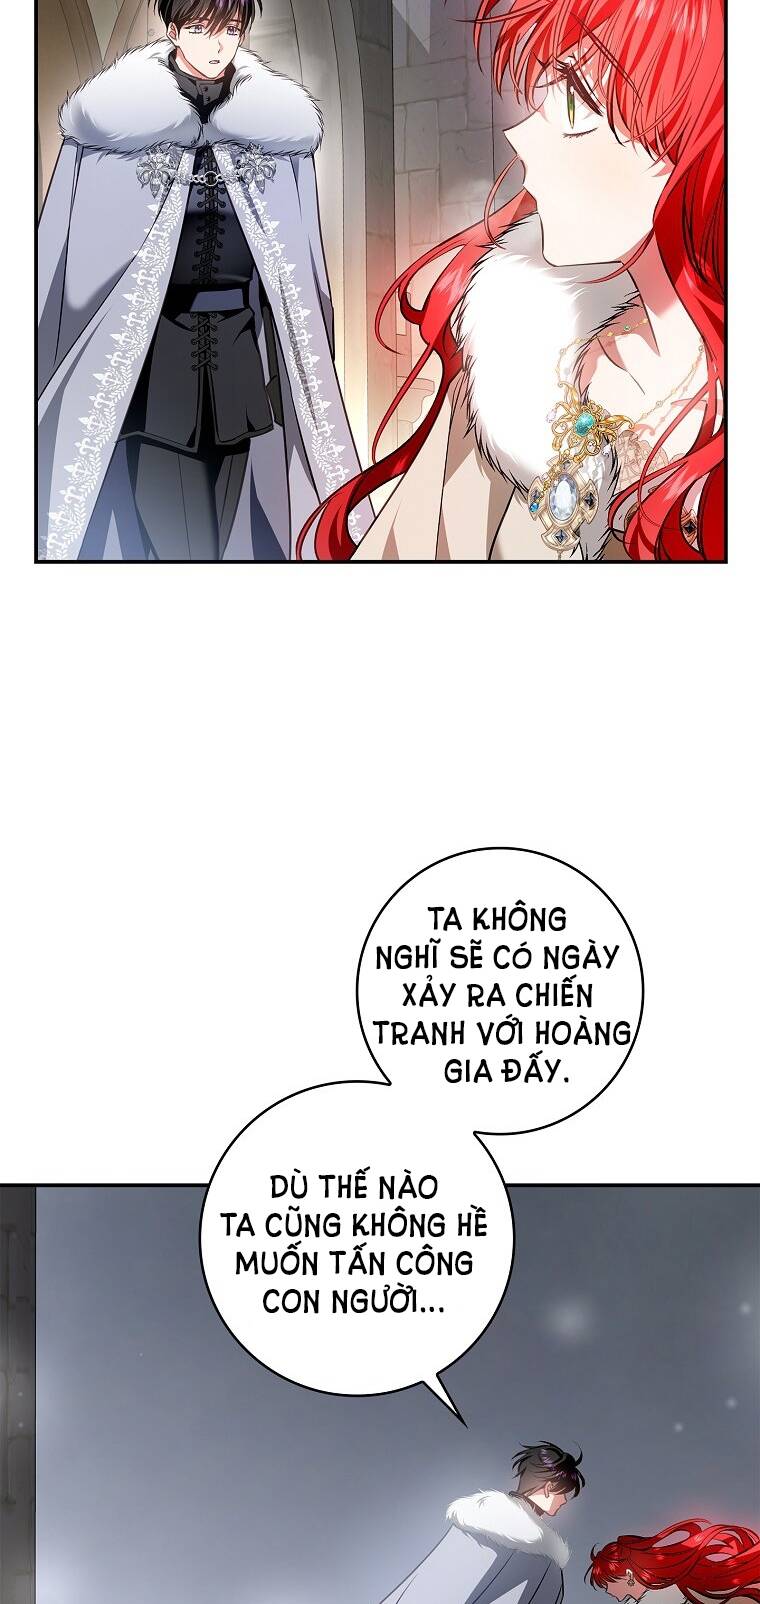 TA KHÔNG
NGHĨ SẼ CÓ NGÀY
XẢY RA CHIẾN
TRANH VỚI HOÀNG
GIA ĐẤY.
DÙ THẾ NÀO
TA CŨNG KHÔNG HỀ
MUỐN TẤN CÔNG
CON NGƯỜI...